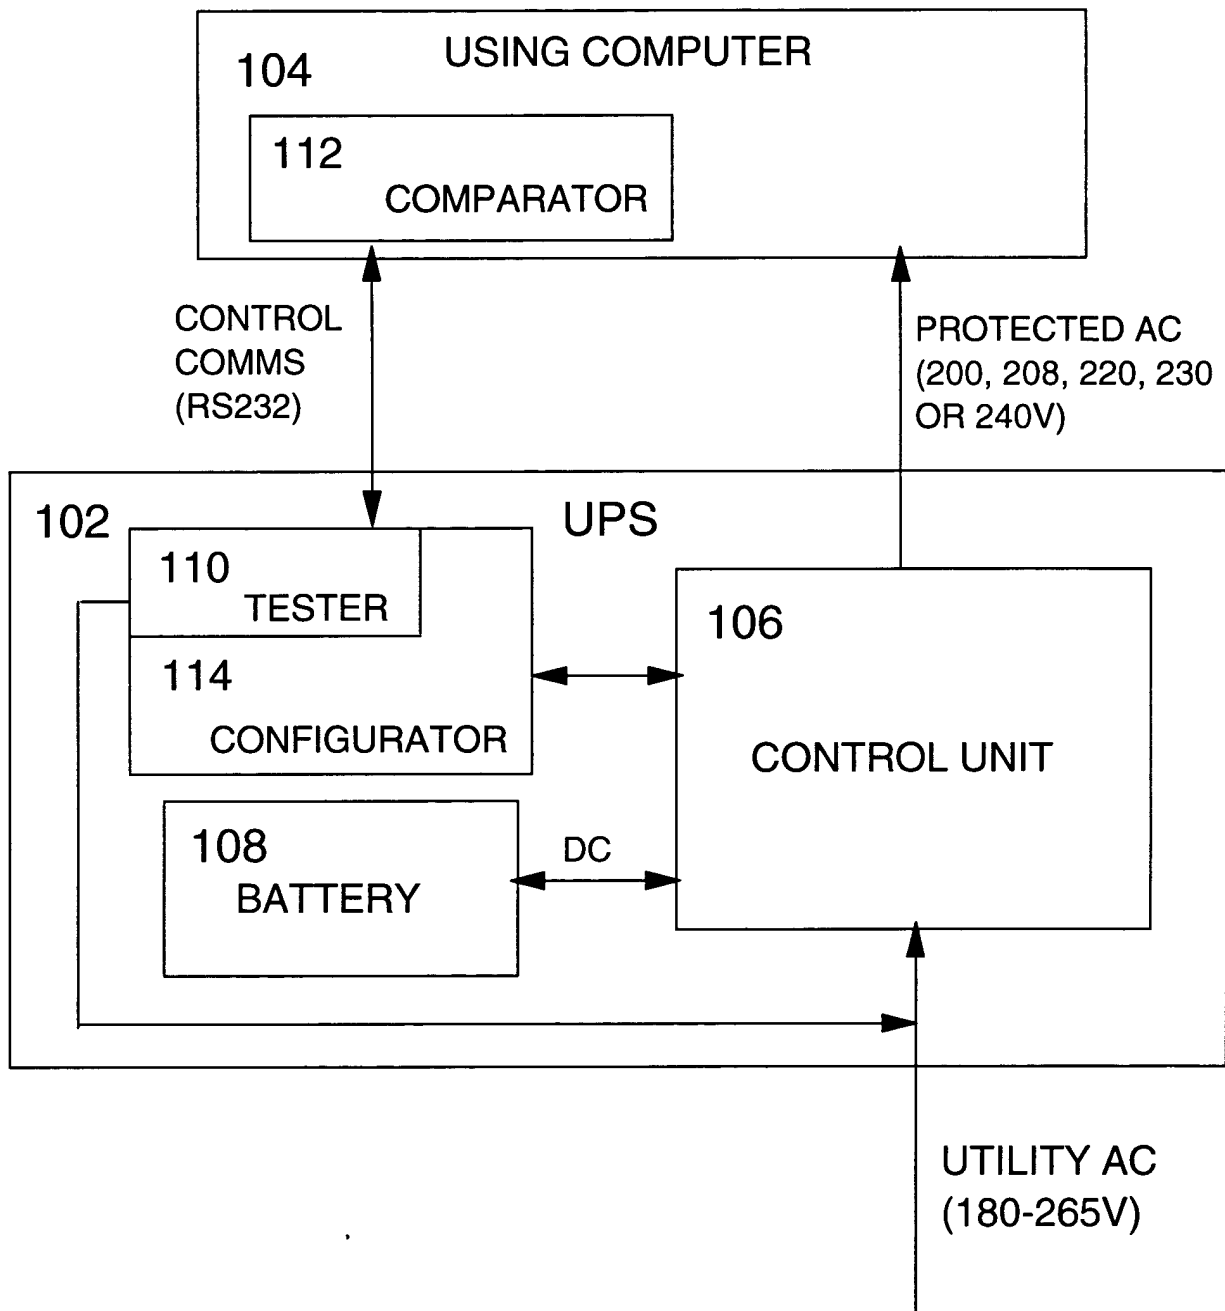 USING COMPUTER
104
112
COMPARATOR
CONTROL
COMMS
(RS232)
PROTECTED AC
(200, 208, 220, 230
OR 240V)
102
UPS
110
TESTER
106
114
CONFIGURATOR
CONTROL UNIT
108
BATTERY
DC
UTILITY AC
(180-265V)